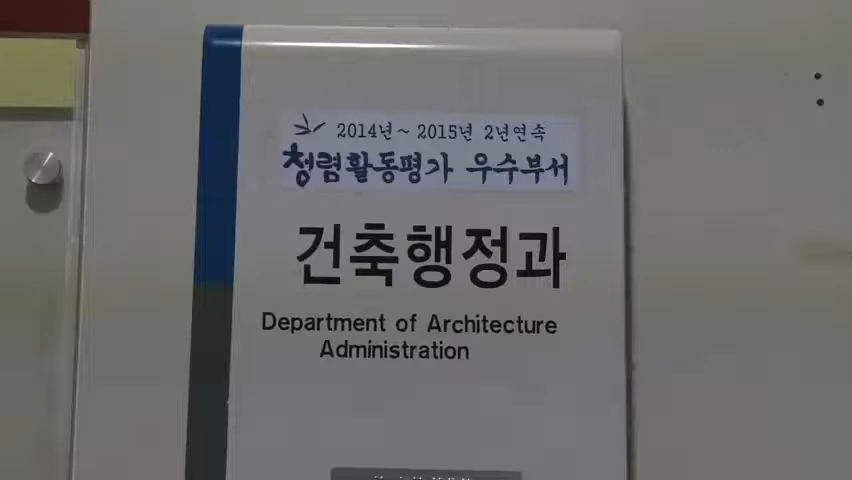 2014년~2015년 2년연속
청렴활동평가 우수부서
건축행정과
Department of Architecture
Administration